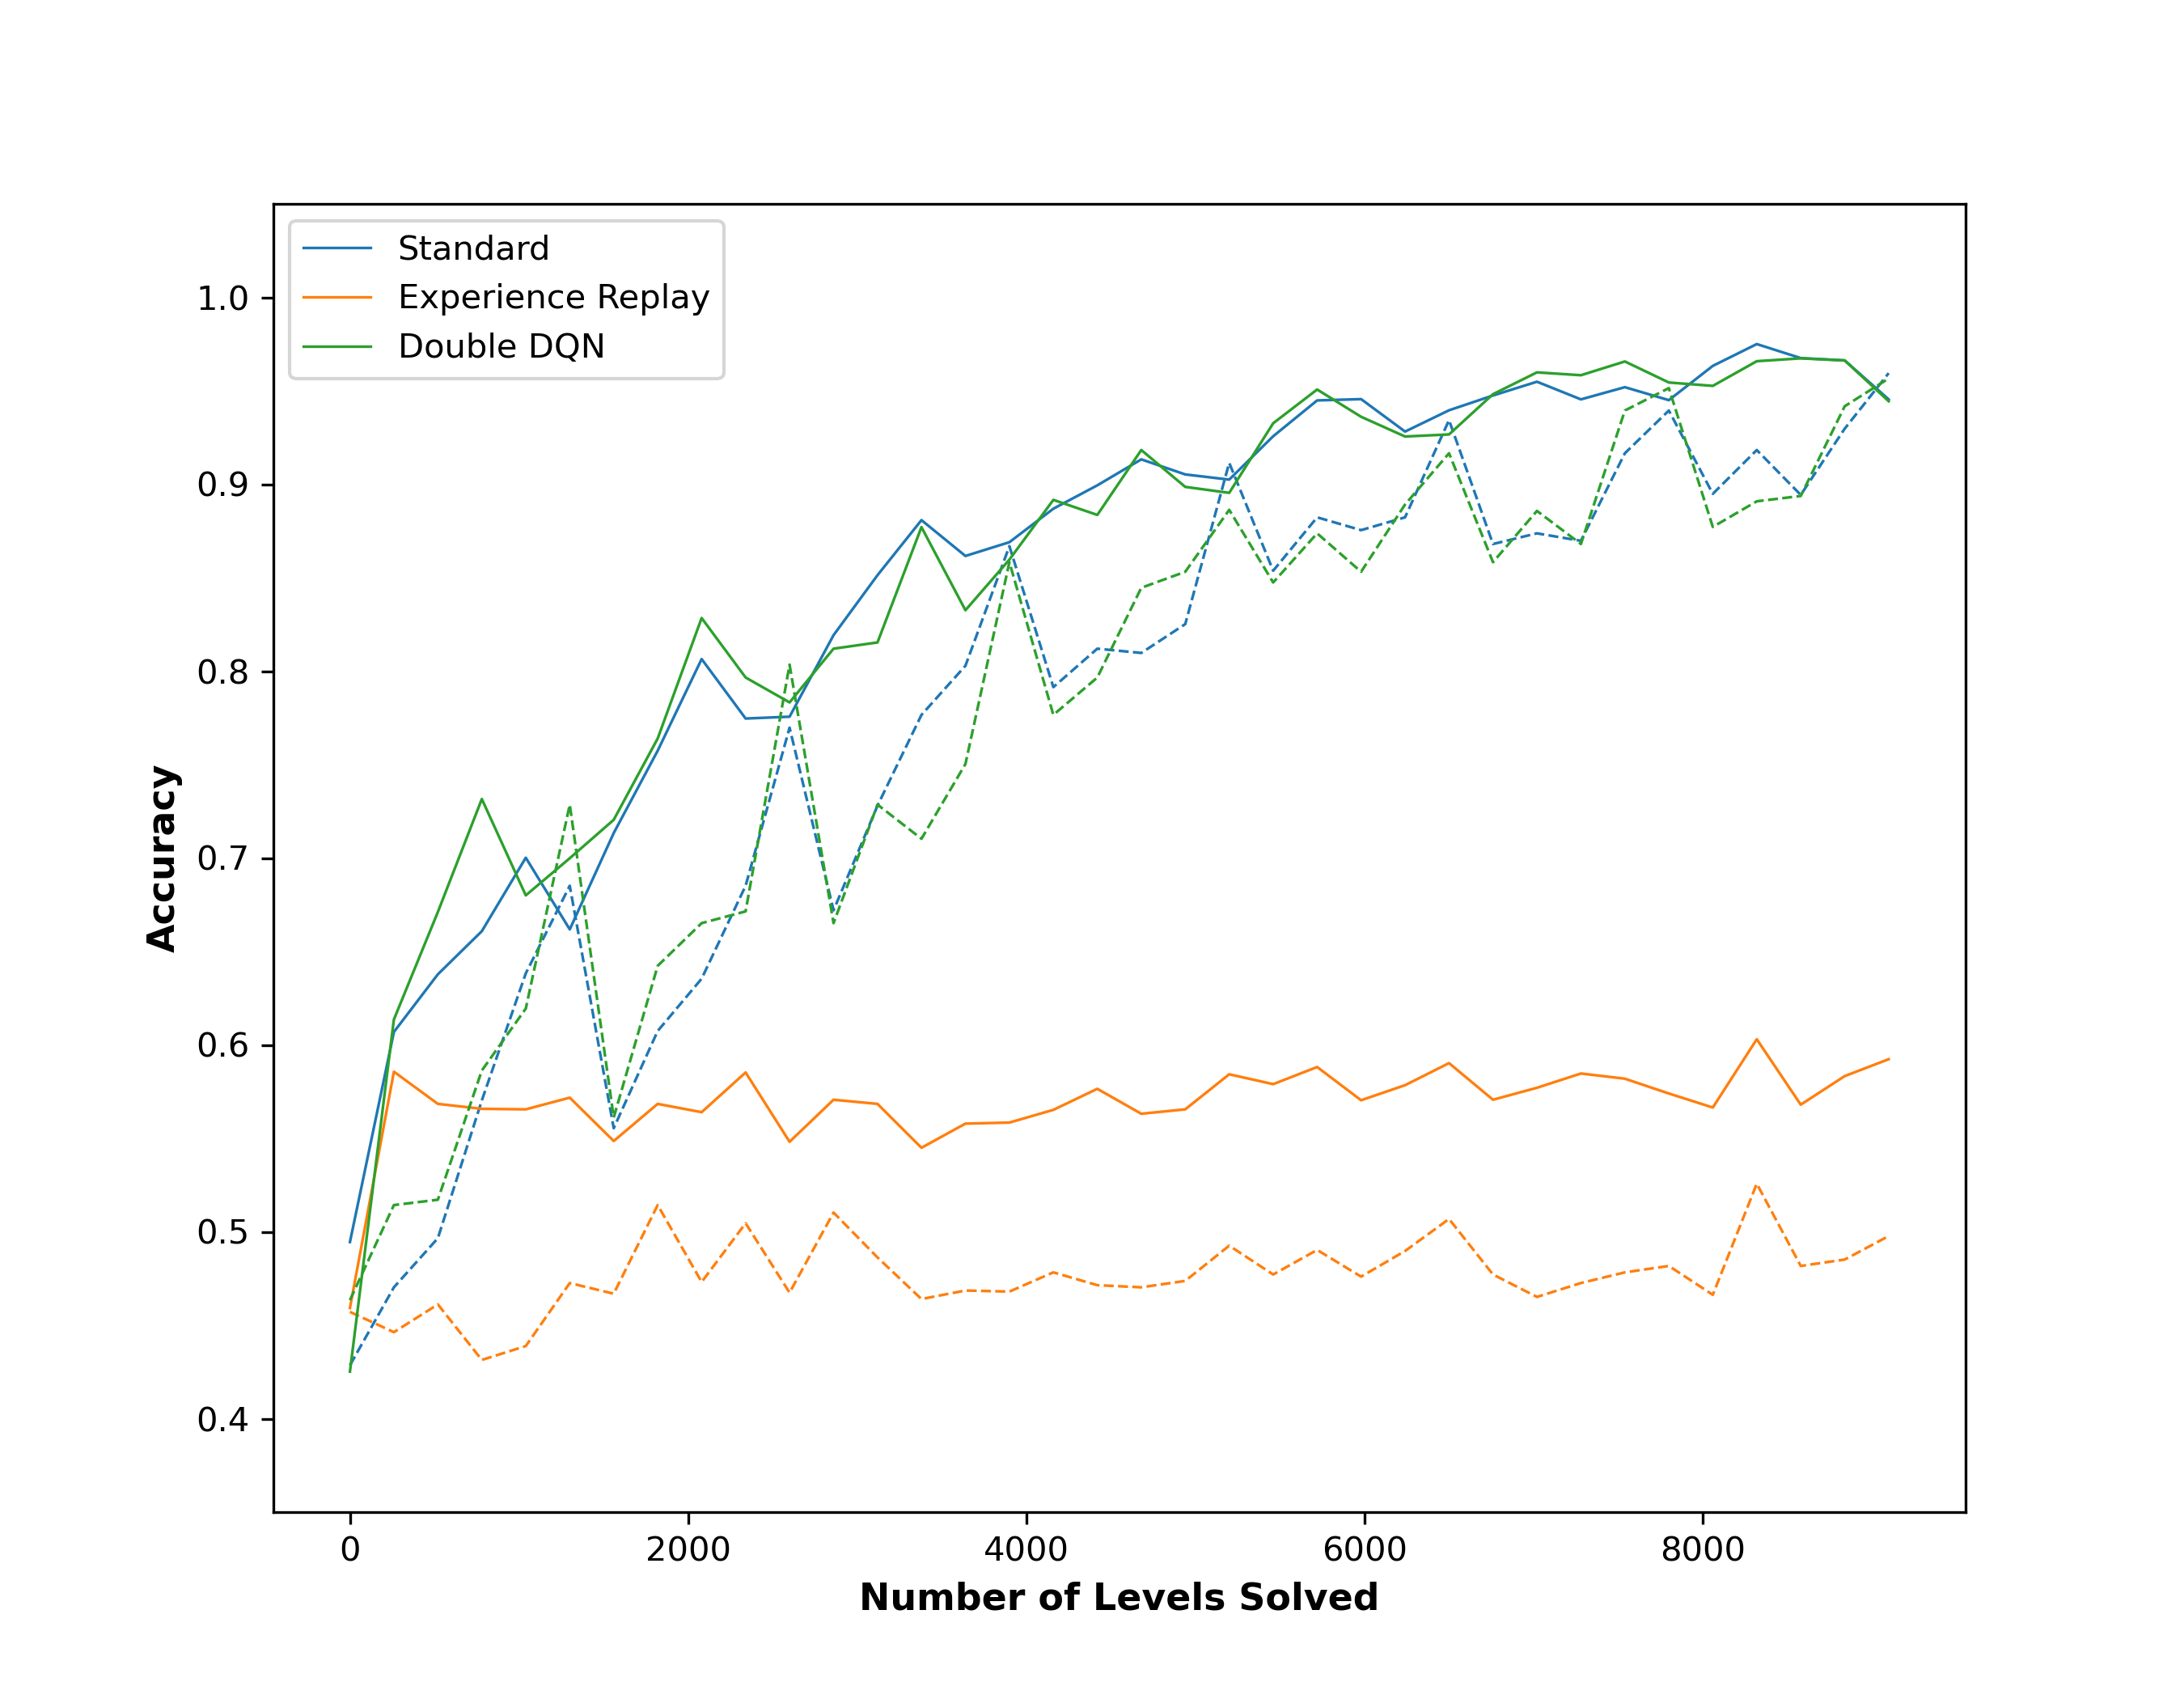 Standard
Experience Replay
Double DQN
1.0
0.9
0.8
0.7
0.6
0.5
0.4
Accuracy
0 2000 4000 6000 8000
Number of Levels Solved